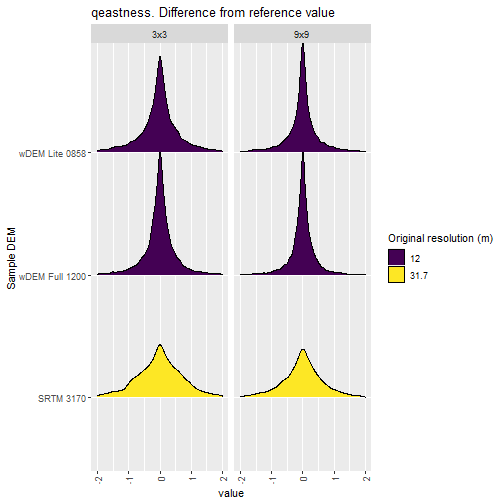 qeastness. Difference from reference value
3x3
9x9
Sample.DEM
wDEM Lite 0858
wDEM Full 1200
SRTM 3170
-2
-1
0
1
2
-2
-1
0
1
2
value
Original resolution (m)
12
31.7